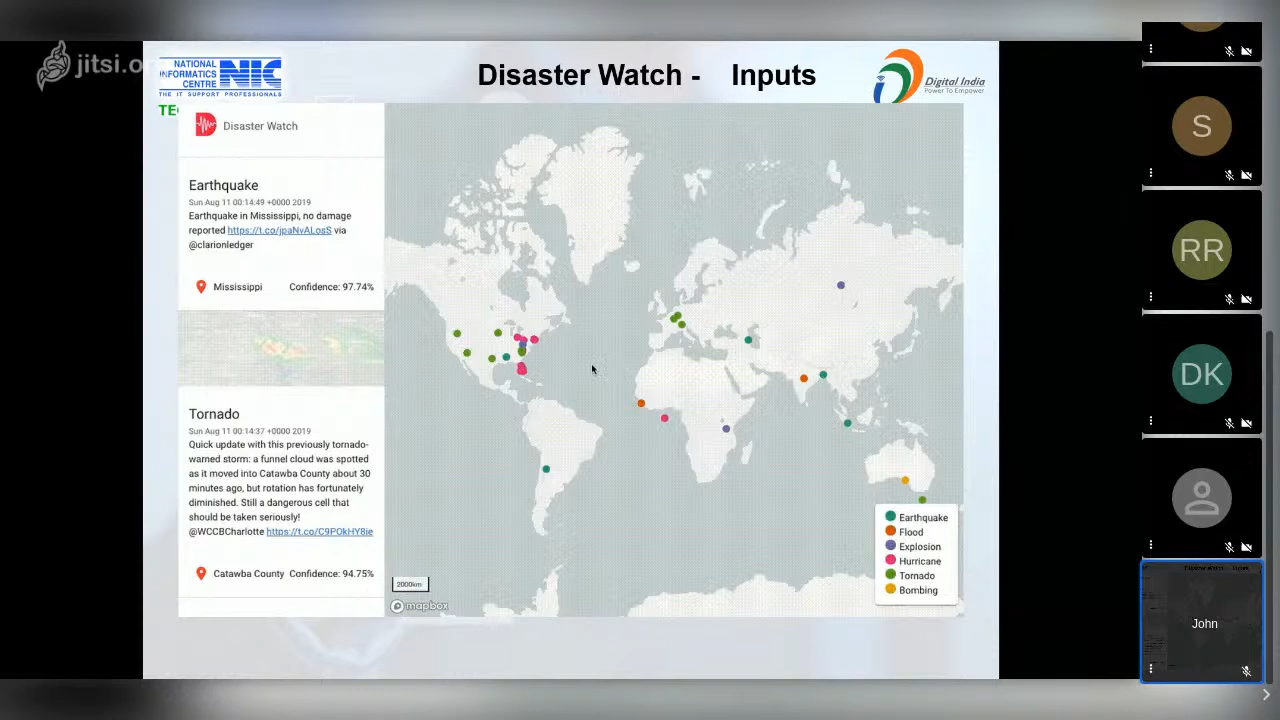 jitsi.or
NATIONAL
INFORMATICS
CENTRE
NIC
THE IT SUPPORT PROFESSIONALS
Disaster Watch -    Inputs
Digital India
Power To Empower
Disaster Watch
Earthquake
Sun Aug 11 00:14:49 +0000 2019
Earthquake in Mississippi, no damage
reported https://t.co/jpaNvALosS via
@clarionledger
Mississippi
Confidence: 97.74%
Tornado
Sun Aug 11 00:14:37 +0000 2019
Quick update with this previously tornado-
warned storm: a funnel cloud was spotted
as it moved into Catawba County about 30
minutes ago, but rotation has fortunately
diminished. Still a dangerous cell that
should be taken seriously!
@WCCBCharlotte https://t.co/C9POkHY8ie
Catawba County
Confidence: 94.75%
2000km
mapbox
Earthquake
Flood
Explosion
Hurricane
Tornado
Bombing
S
RR
DK
John